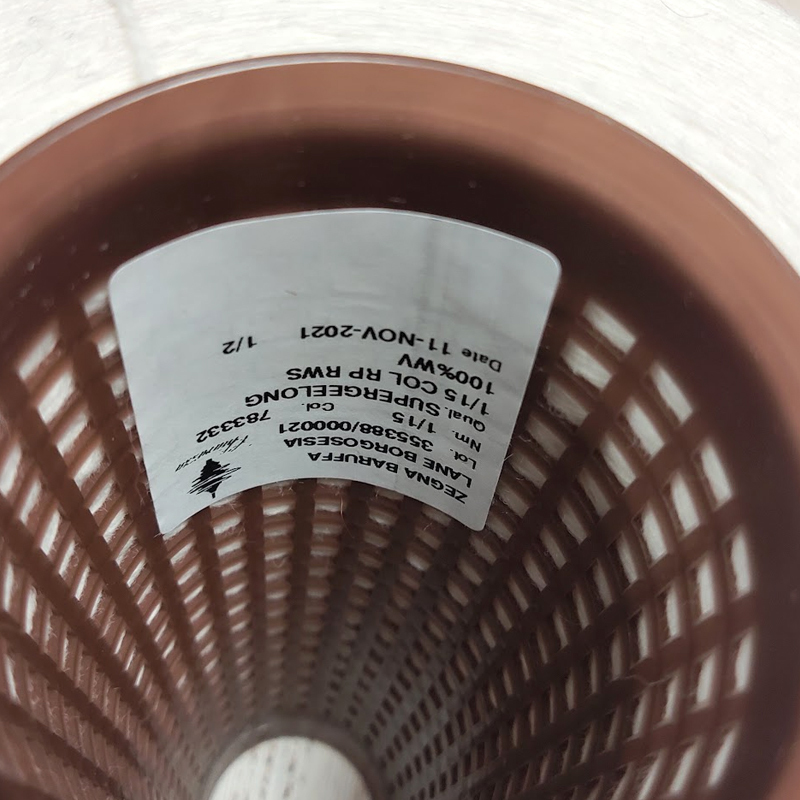 ZEGNA BARUFFA
LANE BORGOSESIA
Chiavazza
Lot. 355388/000021
Nm. 1/15 Col. 783332
Qual. SUPERGEELONG
1/15 COL RP RWS
100%WV
Date 11-NOV-2021 1/2